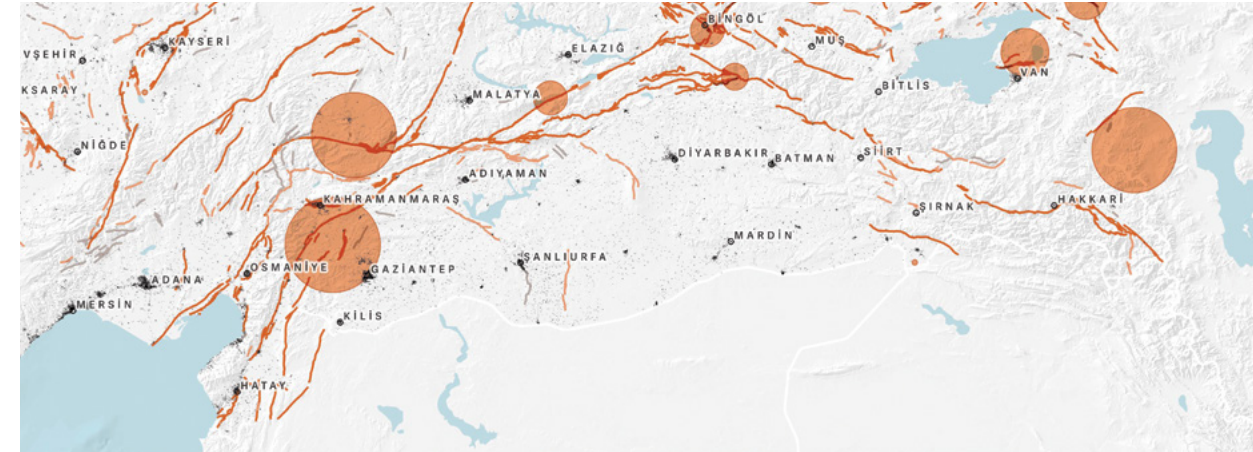 BİNGÖL
KAYSERİ
MUŞ
ELAZIĞ
VŞEHİR
VAN
BİTLİS
KSARAY
MALATYA
NİĞDE
DİYARBAKIR
BATMAN
SİİRT
ADIYAMAN
KAHRAMANMARAŞ
HAKKARİ
ŞIRNAK
MARDİN
ŞANLIURFA
OSMANİYE
GAZİANTEP
ADANA
MERSİN
KİLİS
HATAY